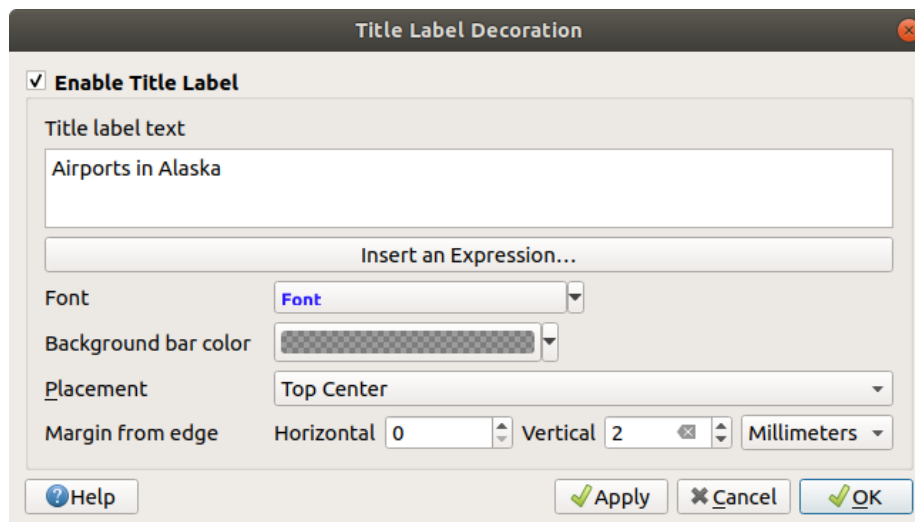 Title Label Decoration
Enable Title Label
Title label text
Airports in Alaska
Insert an Expression…
Font Font
Background bar color
Placement Top Center
Margin from edge Horizontal 0 Vertical 2 Millimeters
Help Apply Cancel OK